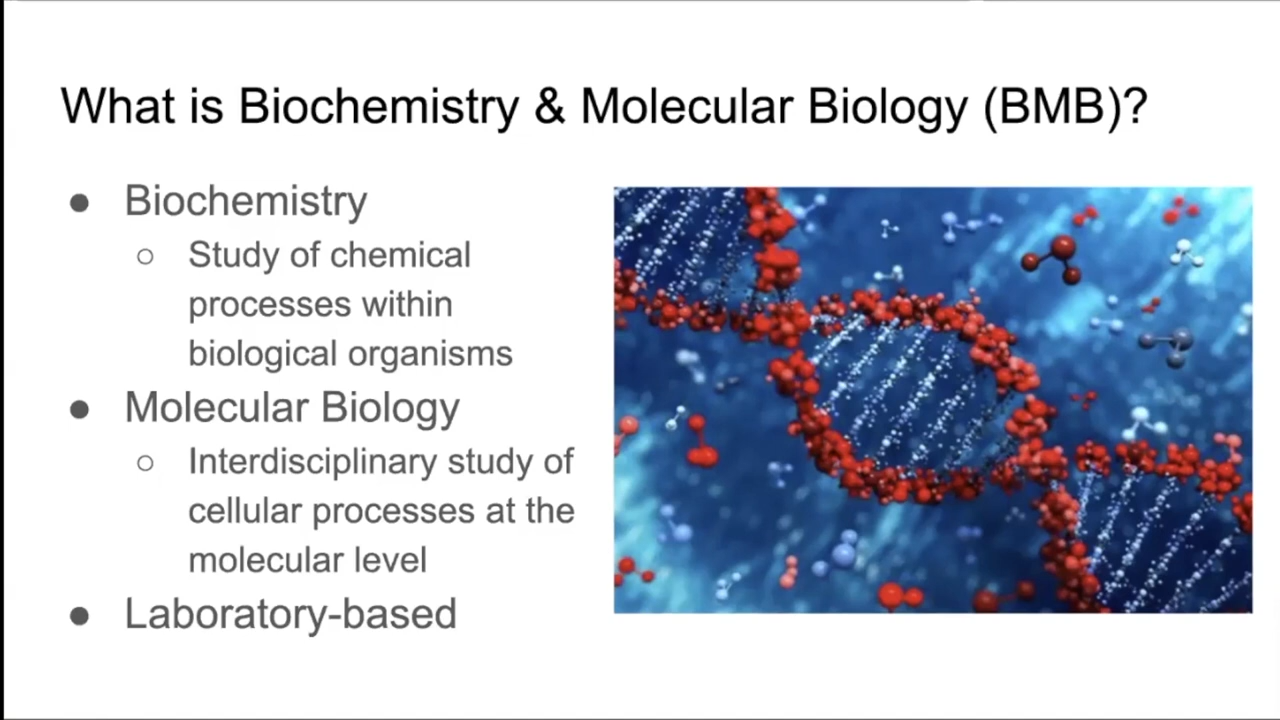 What is Biochemistry & Molecular Biology (BMB)?
● Biochemistry
○ Study of chemical
processes within
biological organisms
● Molecular Biology
○ Interdisciplinary study of
cellular processes at the
molecular level
● Laboratory-based